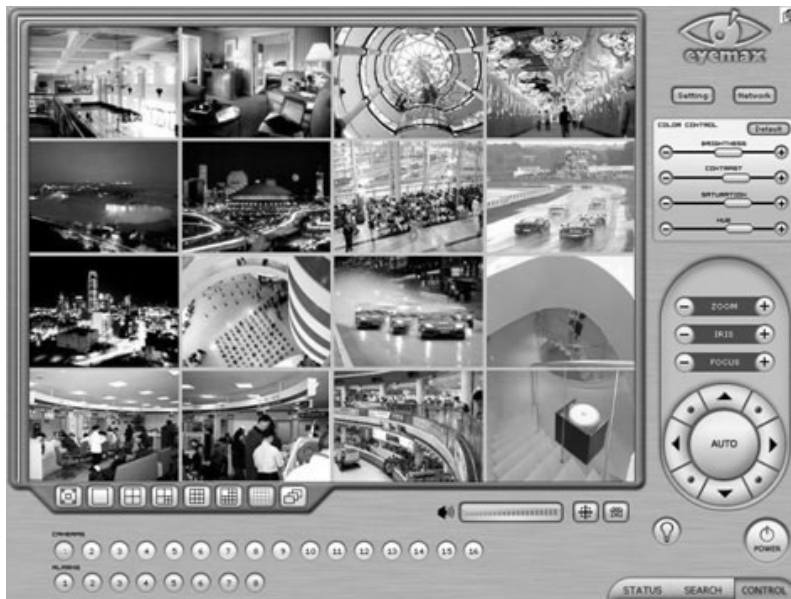 eyemax
Setting Network
COLOR CONTROL Default
BRIGHTNESS
CONTRAST
SATURATION
HUE
ZOOM
IRIS
FOCUS
AUTO
CAMERAS
1 2 3 4 5 6 7 8 9 10 11 12 13 14 15 16
ALARMS
1 2 3 4 5 6 7 8
POWER
STATUS SEARCH CONTROL